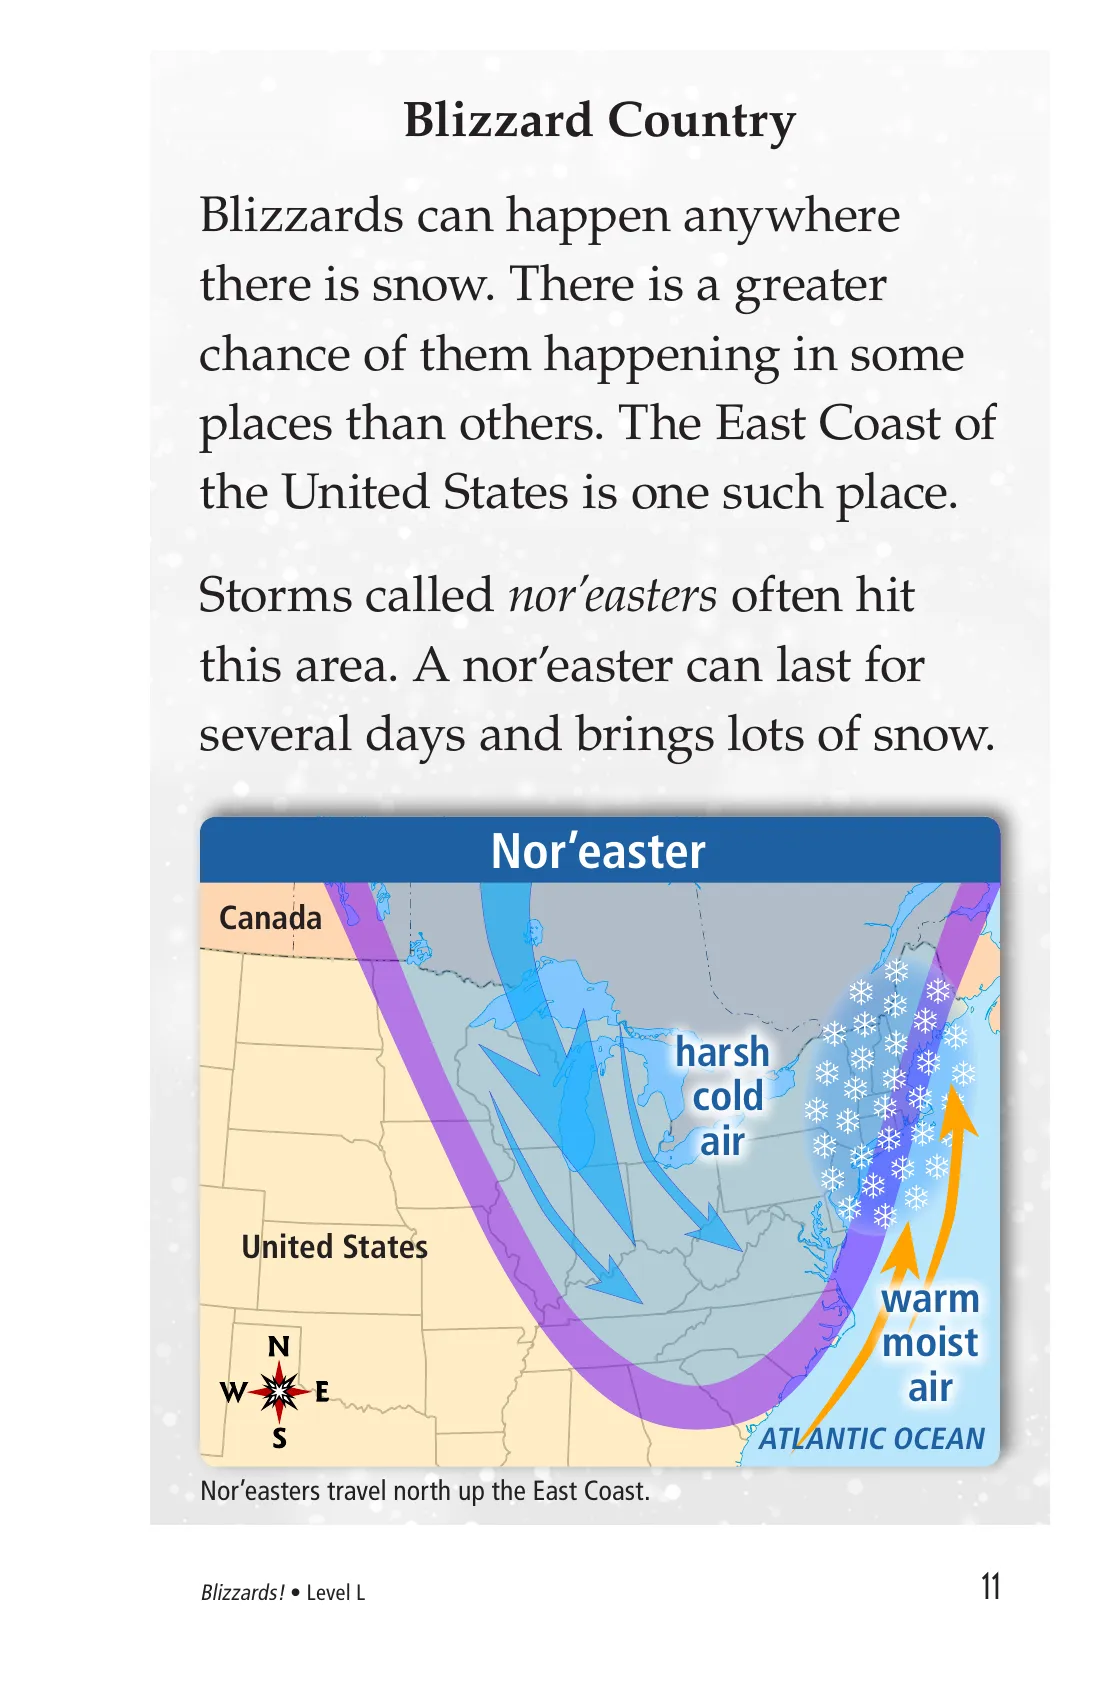 Blizzard Country
Blizzards can happen anywhere
there is snow. There is a greater
chance of them happening in some
places than others. The East Coast of
the United States is one such place.
Storms called nor’easters often hit
this area. A nor’easter can last for
several days and brings lots of snow.
Nor’easter
Canada
harsh
cold
air
United States
warm
moist
air
N
W E
S
ATLANTIC OCEAN
Nor’easters travel north up the East Coast.
Blizzards! • Level L
11